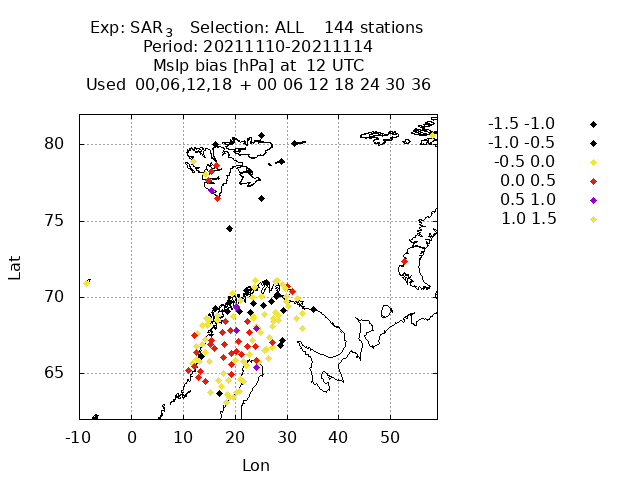 Exp: SAR3 Selection: ALL 144 stations
Period: 20211110-20211114
Mslp bias [hPa] at 12 UTC
Used 00,06,12,18 + 00 06 12 18 24 30 36
-1.5 -1.0
-1.0 -0.5
-0.5 0.0
0.0 0.5
0.5 1.0
1.0 1.5
80
75
70
65
Lat
-10 0 10 20 30 40 50
Lon